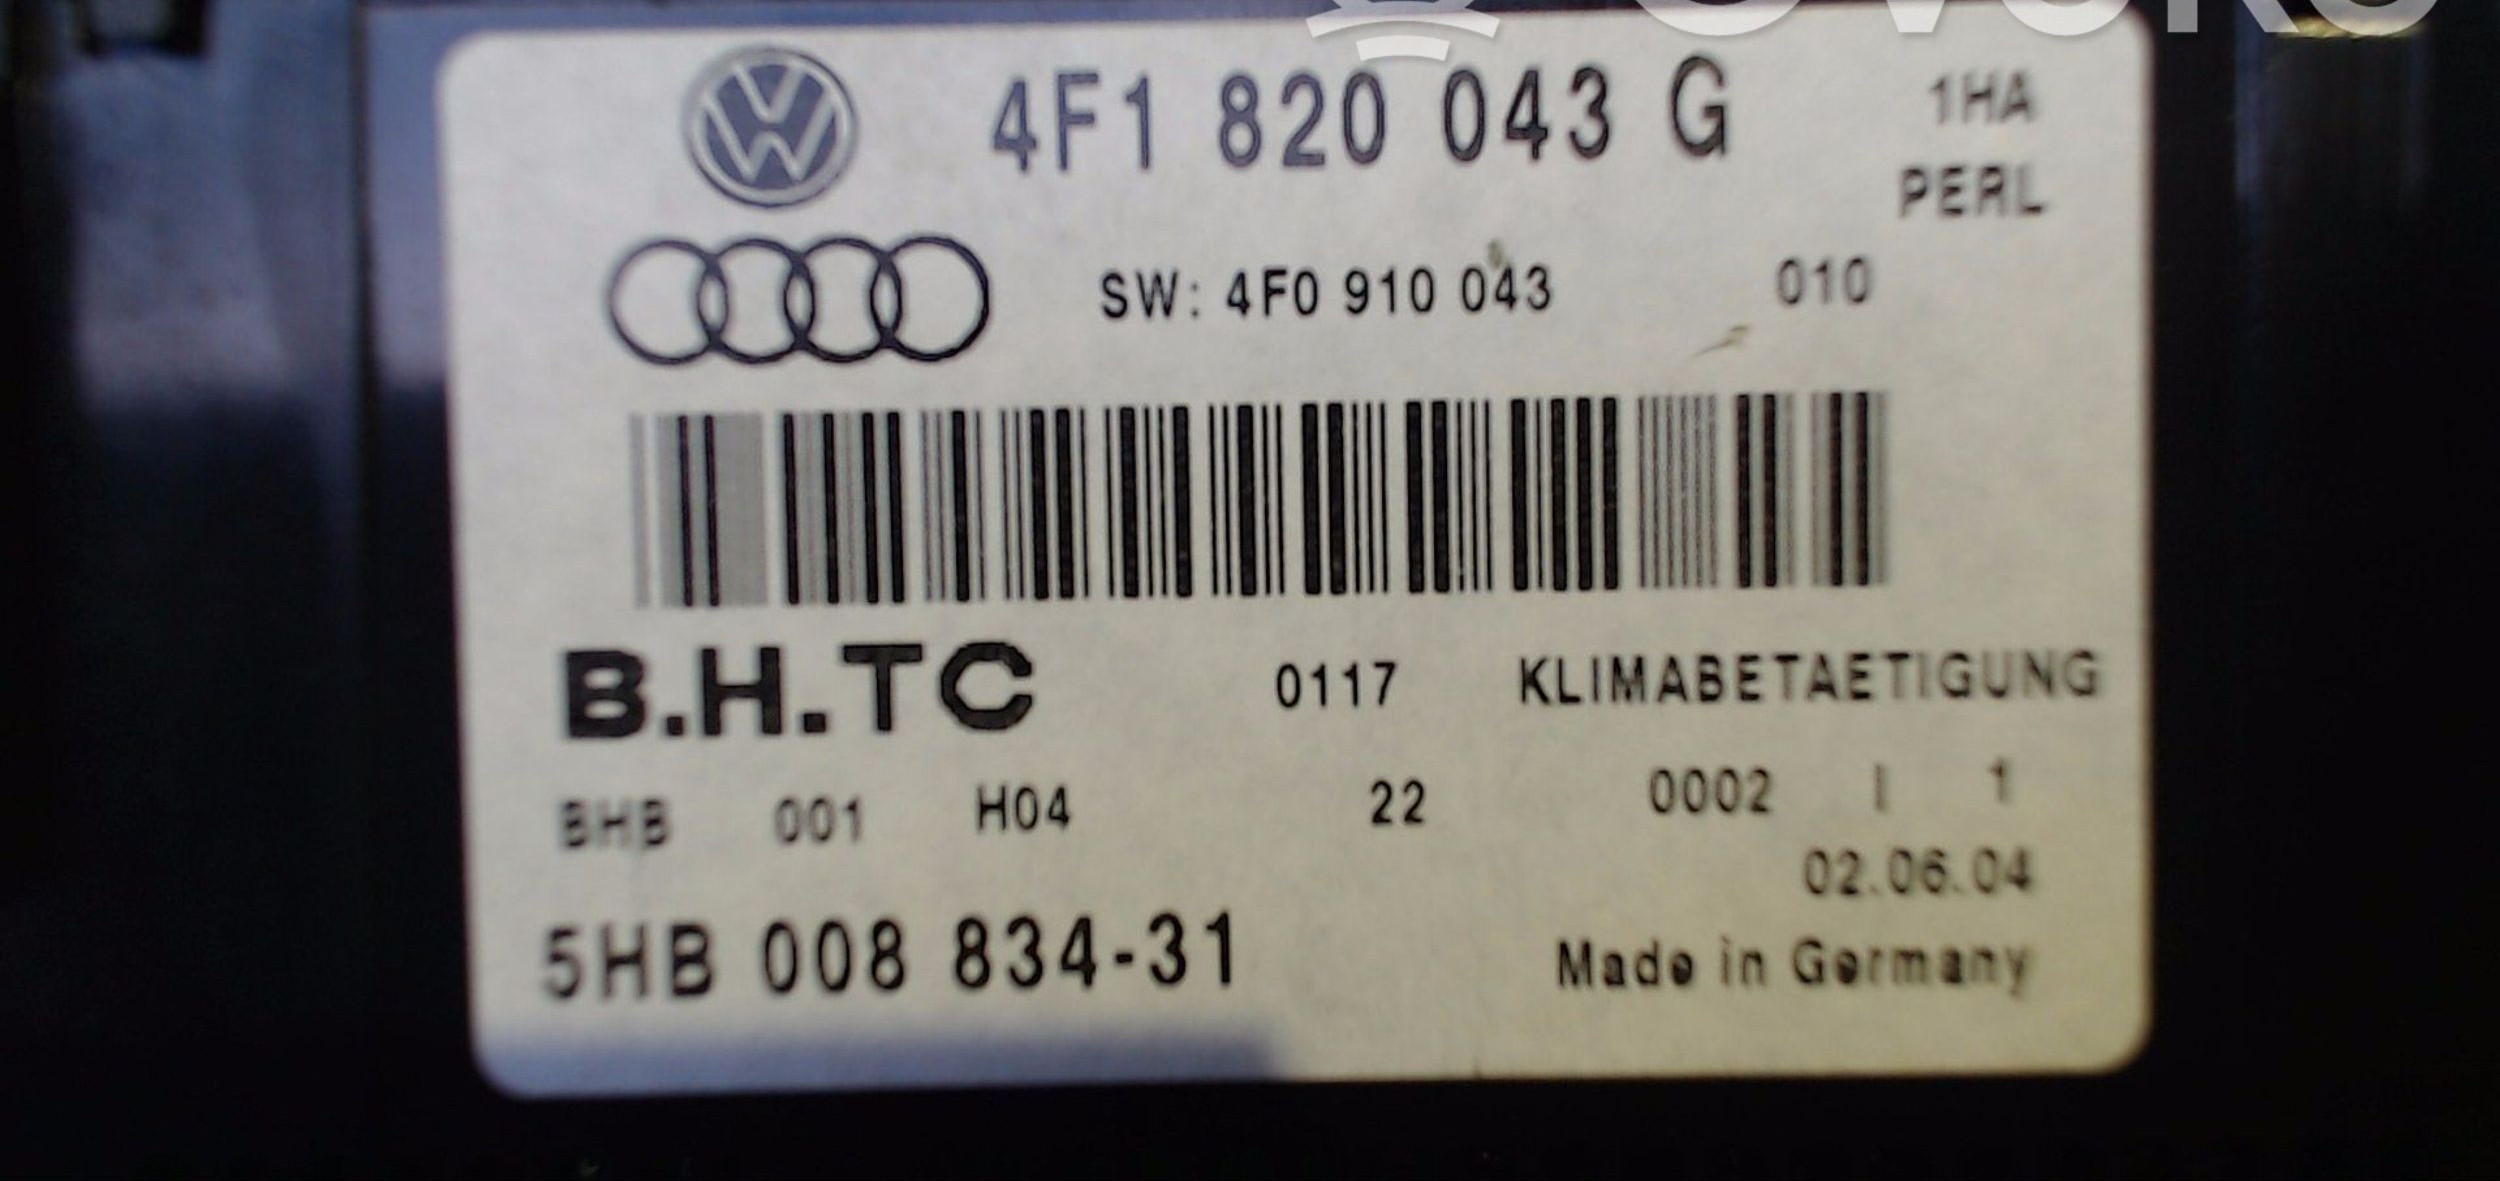 4F1 820 043 G 1HA
PERL
SW: 4F0 910 043 010
B.H.TC 0117 KLIMABETAETIGUNG
BHB 001 H04 22 0002 I 1
02.06.04
5HB 008 834-31 Made in Germany